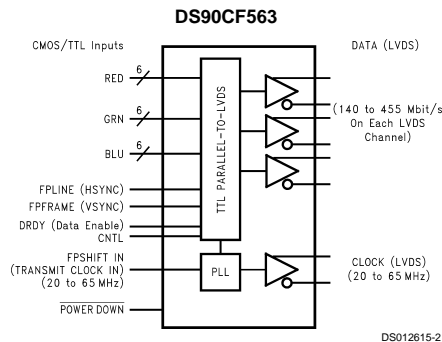 DS90CF563
CMOS/TTL Inputs
DATA (LVDS)
RED
6
GRN
6
BLU
6
FPLINE (HSYNC)
FPFRAME (VSYNC)
DRDY (Data Enable)
CNTL
FPSHIFT IN
(TRANSMIT CLOCK IN)
(20 to 65 MHz)
POWER DOWN
TTL PARALLEL-TO-LVDS
PLL
(140 to 455 Mbit/s
On Each LVDS
Channel)
CLOCK (LVDS)
(20 to 65 MHz)
DS012615-2